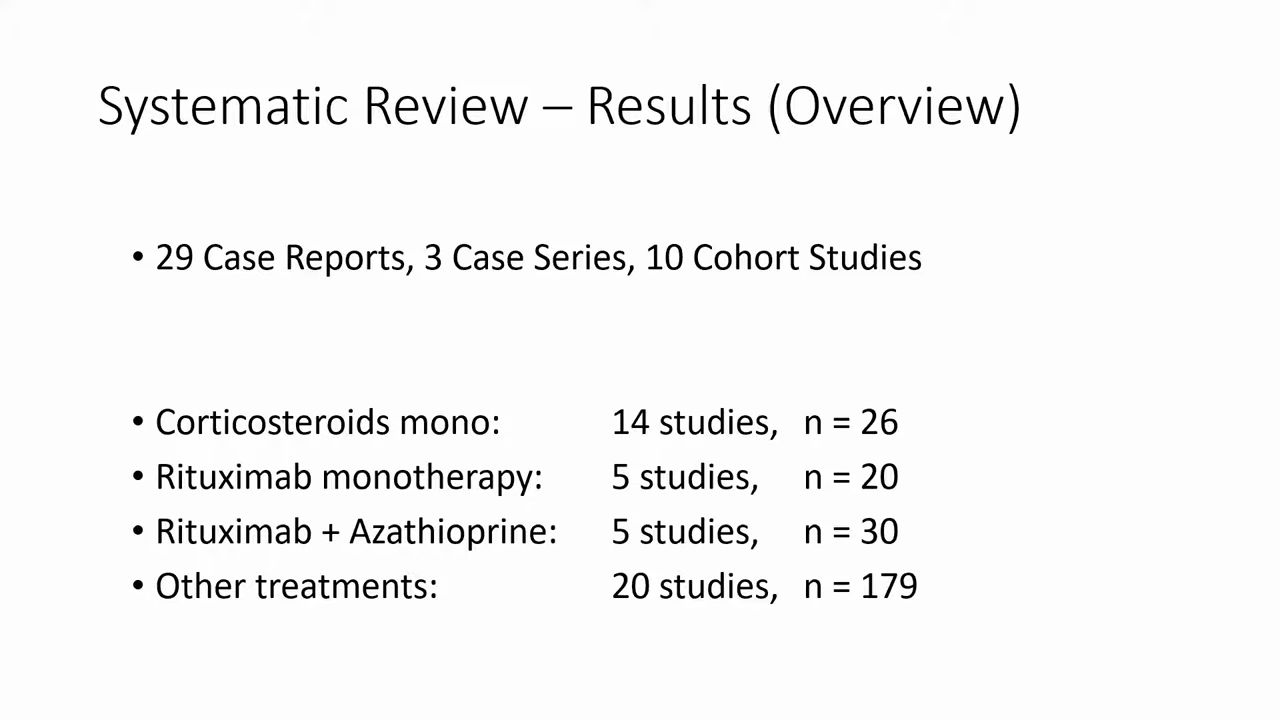 Systematic Review – Results (Overview)
• 29 Case Reports, 3 Case Series, 10 Cohort Studies
• Corticosteroids mono: 14 studies, n = 26
• Rituximab monotherapy: 5 studies, n = 20
• Rituximab + Azathioprine: 5 studies, n = 30
• Other treatments: 20 studies, n = 179